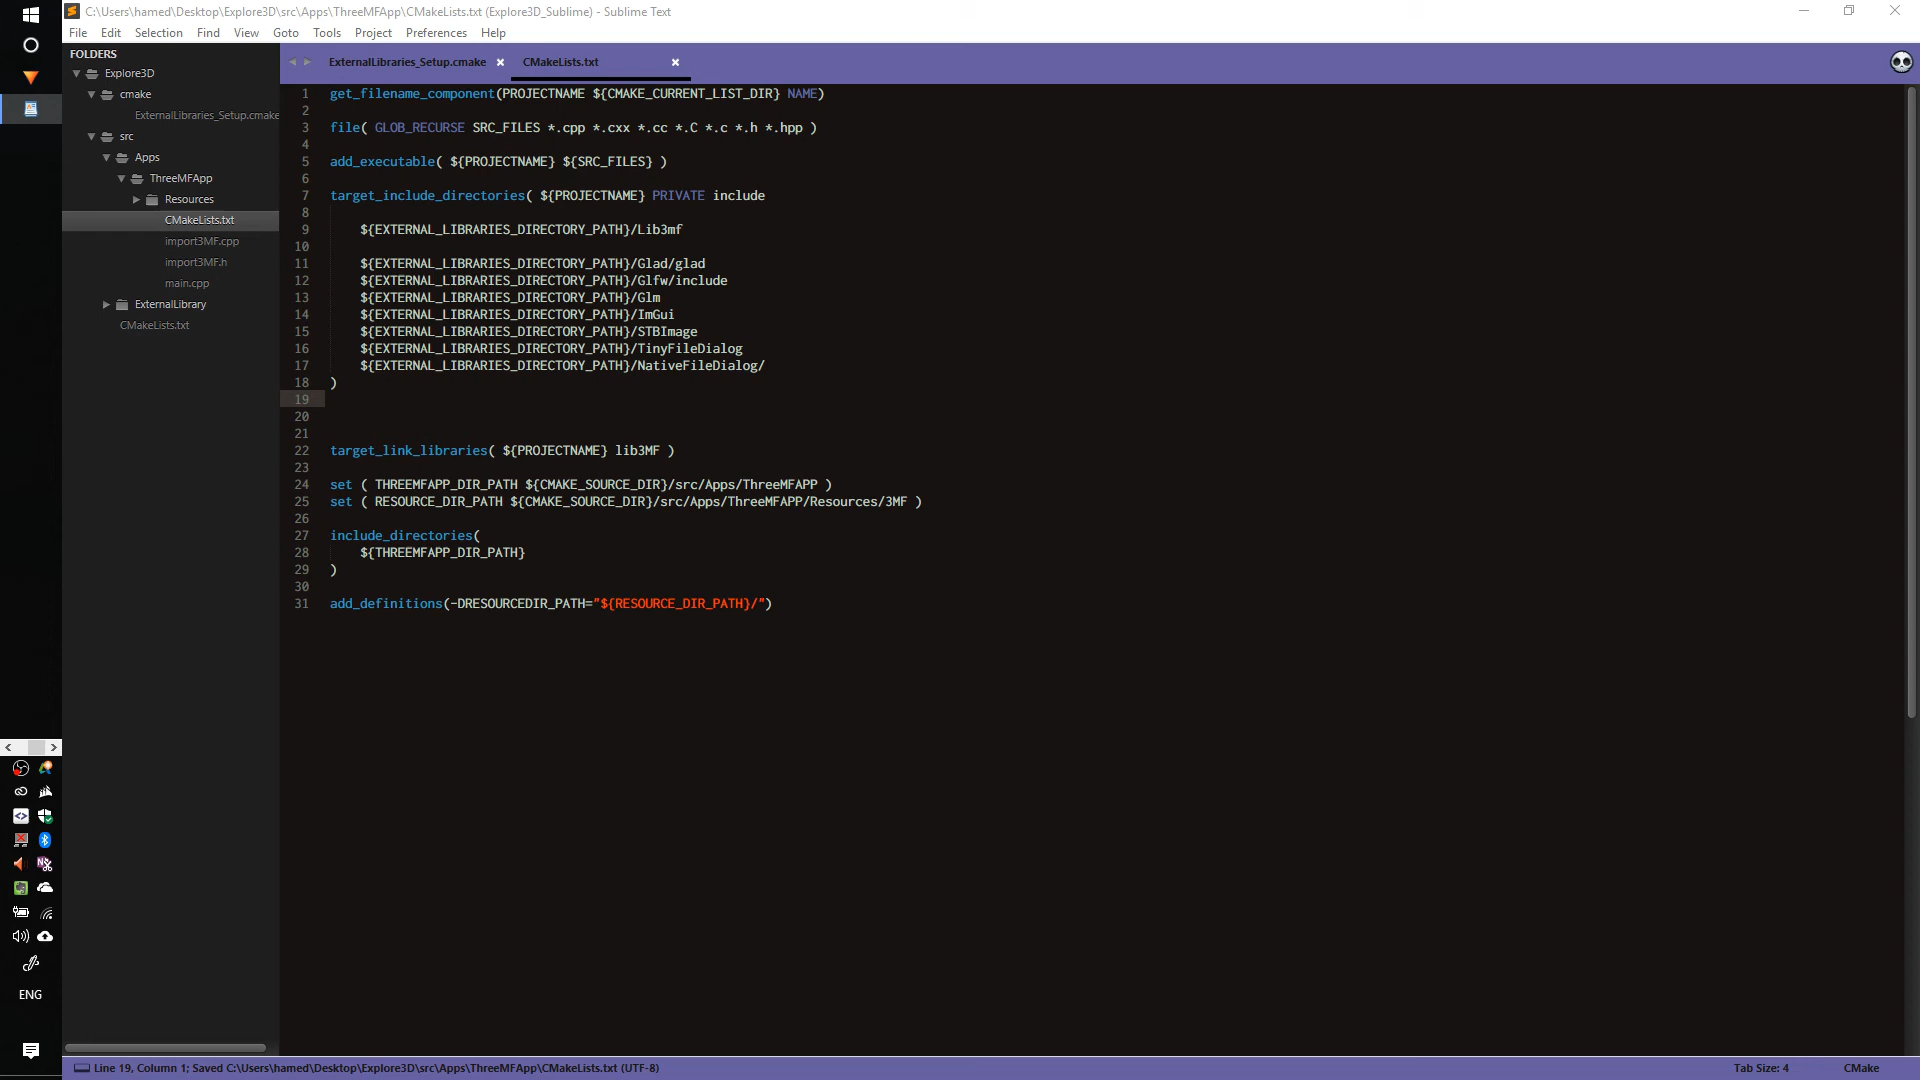 C:\Users\hamed\Desktop\Explore3D\src\Apps\ThreeMFApp\CMakeLists.txt (Explore3D_Sublime) - Sublime Text
File Edit Selection Find View Goto Tools Project Preferences Help
FOLDERS
Explore3D
cmake
ExternalLibraries_Setup.cmake
src
Apps
ThreeMFApp
Resources
CMakeLists.txt
import3MF.cpp
import3MF.h
main.cpp
ExternalLibrary
CMakeLists.txt
ExternalLibraries_Setup.cmake CMakeLists.txt
1 get_filename_component(PROJECTNAME ${CMAKE_CURRENT_LIST_DIR} NAME)
2
3 file( GLOB_RECURSE SRC_FILES *.cpp *.cxx *.cc *.C *.c *.h *.hpp )
4
5 add_executable( ${PROJECTNAME} ${SRC_FILES} )
6
7 target_include_directories( ${PROJECTNAME} PRIVATE include
8
9 ${EXTERNAL_LIBRARIES_DIRECTORY_PATH}/Lib3mf
10
11 ${EXTERNAL_LIBRARIES_DIRECTORY_PATH}/Glad/glad
12 ${EXTERNAL_LIBRARIES_DIRECTORY_PATH}/Glfw/include
13 ${EXTERNAL_LIBRARIES_DIRECTORY_PATH}/Glm
14 ${EXTERNAL_LIBRARIES_DIRECTORY_PATH}/ImGui
15 ${EXTERNAL_LIBRARIES_DIRECTORY_PATH}/STBImage
16 ${EXTERNAL_LIBRARIES_DIRECTORY_PATH}/TinyFileDialog
17 ${EXTERNAL_LIBRARIES_DIRECTORY_PATH}/NativeFileDialog/
18 )
19
20
21
22 target_link_libraries( ${PROJECTNAME} lib3MF )
23
24 set ( THREEMFAPP_DIR_PATH ${CMAKE_SOURCE_DIR}/src/Apps/ThreeMFAPP )
25 set ( RESOURCE_DIR_PATH ${CMAKE_SOURCE_DIR}/src/Apps/ThreeMFAPP/Resources/3MF )
26
27 include_directories(
28 ${THREEMFAPP_DIR_PATH}
29 )
30
31 add_definitions(-DRESOURCEDIR_PATH="${RESOURCE_DIR_PATH}/")
ENG
Line 19, Column 1; Saved C:\Users\hamed\Desktop\Explore3D\src\Apps\ThreeMFApp\CMakeLists.txt (UTF-8) Tab Size: 4 CMake